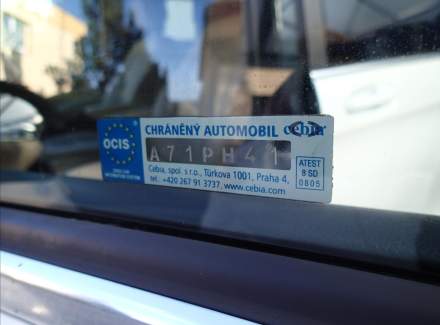 CHRÁNĚNÝ AUTOMOBIL cebia
OCIS
A71PH41
Cebia, spol. s r.o., Türkova 1001, Praha 4,
tel.: +420 267 91 3737, www.cebia.com
ATEST
8 SD
0805